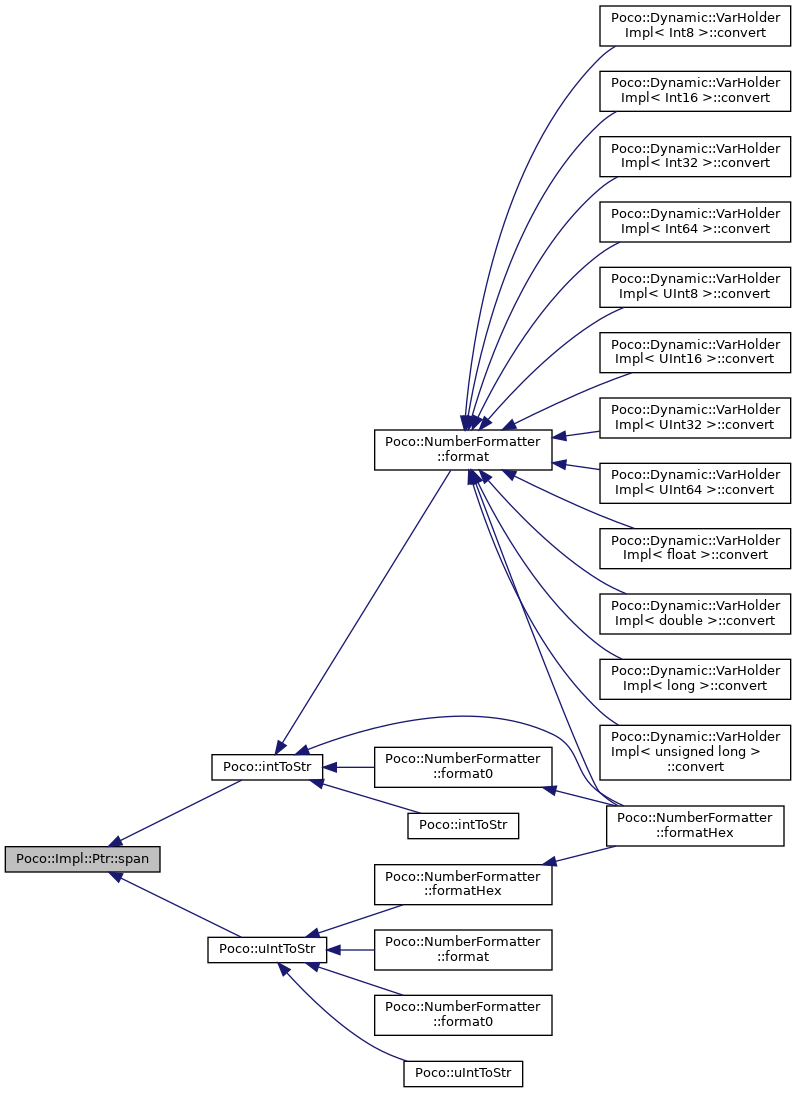 Poco::Dynamic::VarHolder
Impl< Int8 >::convert
Poco::Dynamic::VarHolder
Impl< Int16 >::convert
Poco::Dynamic::VarHolder
Impl< Int32 >::convert
Poco::Dynamic::VarHolder
Impl< Int64 >::convert
Poco::Dynamic::VarHolder
Impl< UInt8 >::convert
Poco::Dynamic::VarHolder
Impl< UInt16 >::convert
Poco::Dynamic::VarHolder
Impl< UInt32 >::convert
Poco::NumberFormatter
::format
Poco::Dynamic::VarHolder
Impl< UInt64 >::convert
Poco::Dynamic::VarHolder
Impl< float >::convert
Poco::Dynamic::VarHolder
Impl< double >::convert
Poco::Dynamic::VarHolder
Impl< long >::convert
Poco::Dynamic::VarHolder
Impl< unsigned long >
::convert
Poco::intToStr
Poco::NumberFormatter
::format0
Poco::intToStr
Poco::NumberFormatter
::formatHex
Poco::Impl::Ptr::span
Poco::NumberFormatter
::formatHex
Poco::uIntToStr
Poco::NumberFormatter
::format
Poco::NumberFormatter
::format0
Poco::uIntToStr